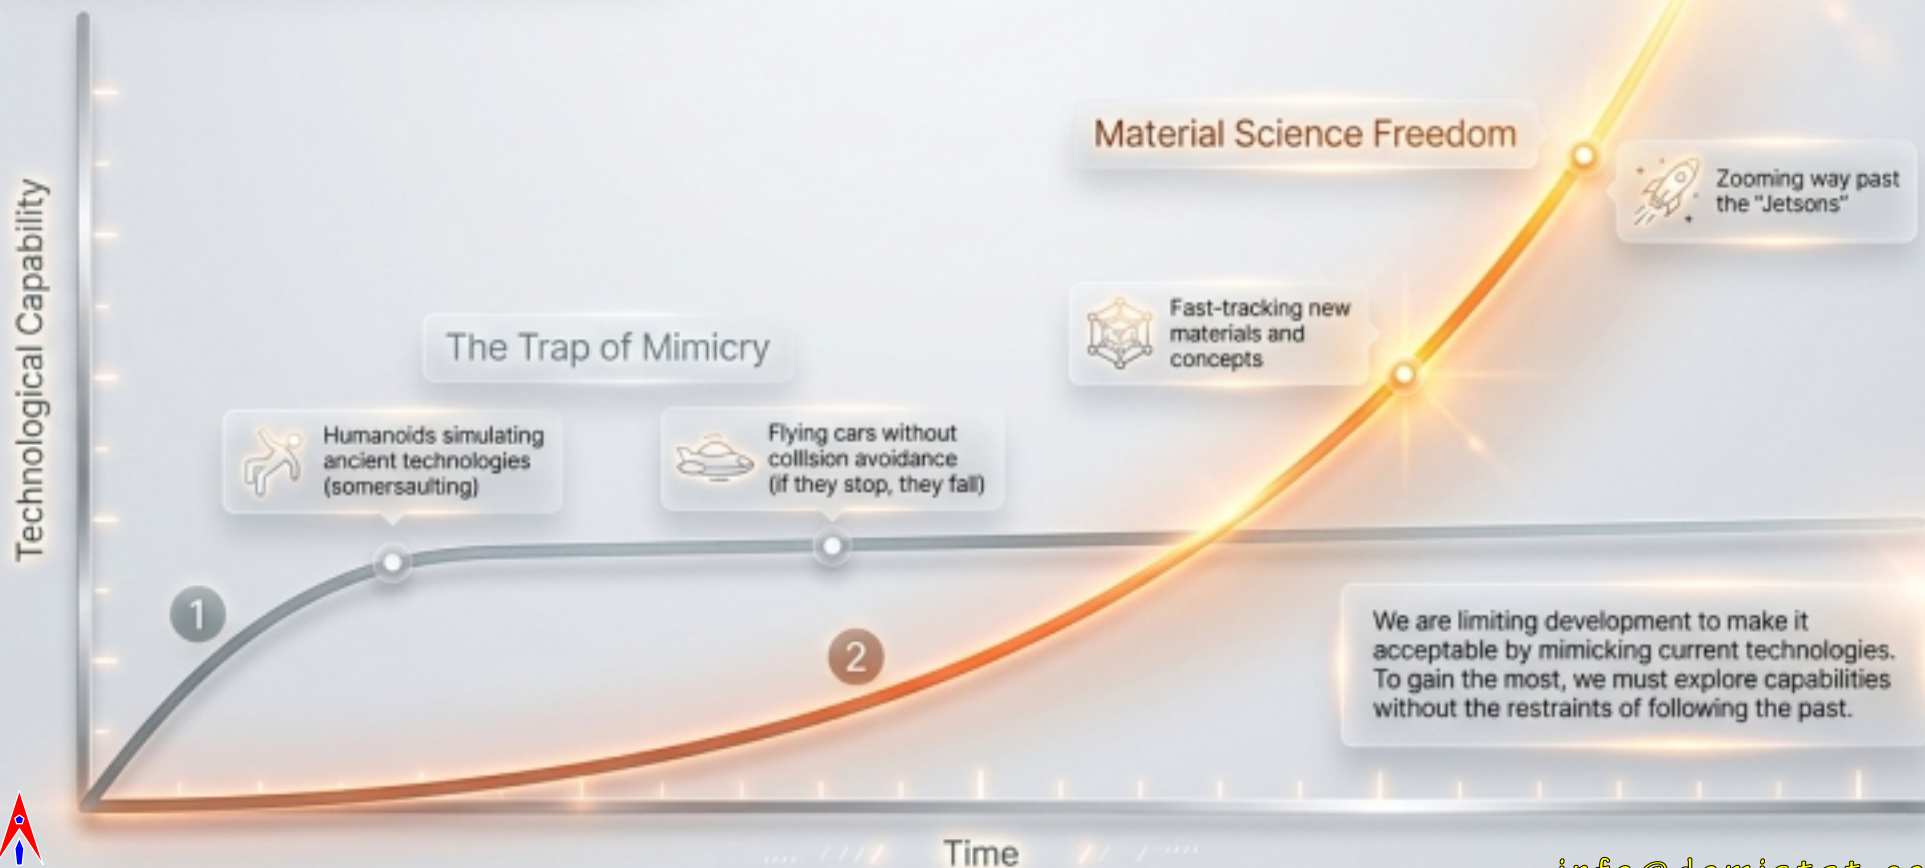 Material Science Freedom
Zooming way past
the "Jetsons"
Technological Capability
Fast-tracking new
materials and
concepts
The Trap of Mimicry
Humanoids simulating
ancient technologies
(somersaulting)
Flying cars without
colllsion avoidance
(if they stop, they fall)
1
2
We are limiting development to make it
acceptable by mimicking current technologies.
To gain the most, we must explore capabilities
without the restraints of following the past.
Time